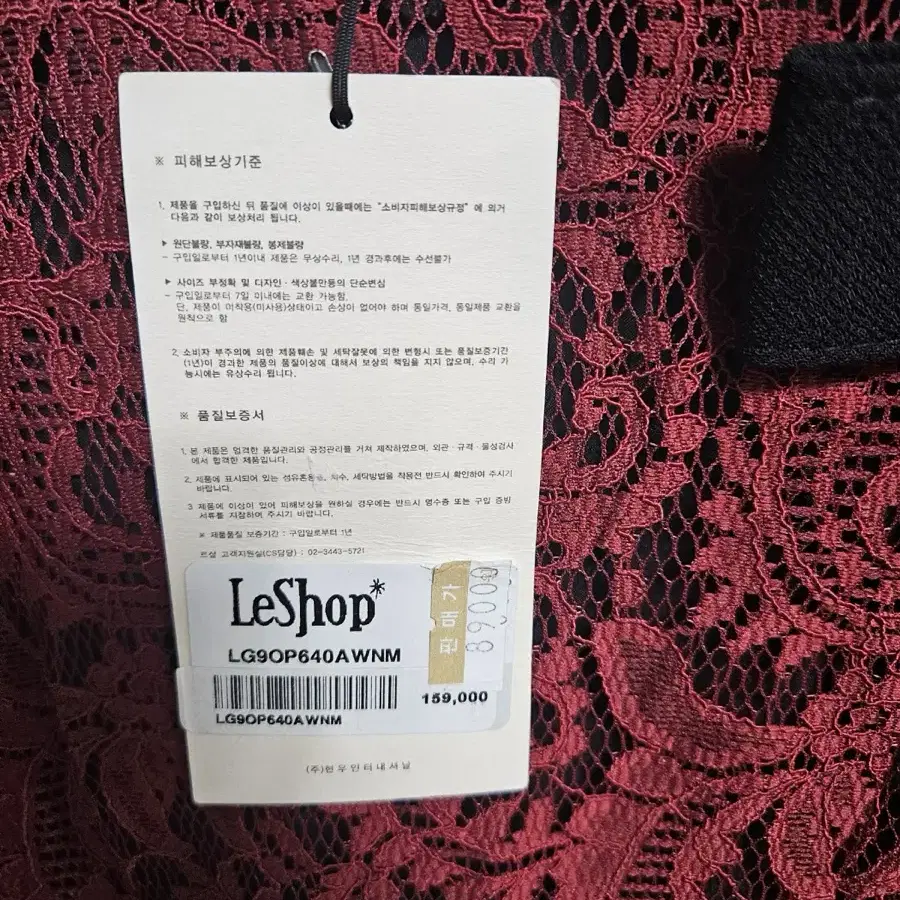 ※ 피해보상기준
1. 제품을 구입하신 뒤 품질에 이상이 있을때에는 "소비자피해보상규정" 에 의거
다음과 같이 보상처리 됩니다.
▶ 원단불량, 부자재불량, 봉제불량
- 구입일로부터 1년이내 제품은 무상수리, 1년 경과후에는 수선불가
▶ 사이즈 부정확 및 디자인 · 색상불만등의 단순변심
- 구입일로부터 7일 이내에는 교환 가능함.
단, 제품이 미착용(미사용)상태이고 손상이 없어야 하며 동일가격, 동일제품 교환을
원칙으로 함
2. 소비자 부주의에 의한 제품훼손 및 세탁잘못에 의한 변형시 또는 품질보증기간
(1년)이 경과한 제품의 품질이상에 대해서 보상의 책임을 지지 않으며, 수리 가
능시에는 유상수리 됩니다.
※ 품질보증서
1. 본 제품은 엄격한 품질관리와 공정관리를 거쳐 제작하였으며, 외관 · 규격 · 물성검사
에서 합격한 제품입니다.
2. 제품에 표시되어 있는 섬유혼용율, 치수, 세탁방법을 착용전 반드시 확인하여 주시기
바랍니다.
3 제품에 이상이 있어 피해보상을 원하실 경우에는 반드시 영수증 또는 구입 증빙
서류를 지참하여 주시기 바랍니다.
※ 제품품질 보증기간 : 구입일로부터 1년
르샵 고객지원실(CS담당) : 02-3443-5721
LeShop*
판매가
89000
LG9OP640AWNM
159,000
LG9OP640AWNM
(주)현우인터내셔날